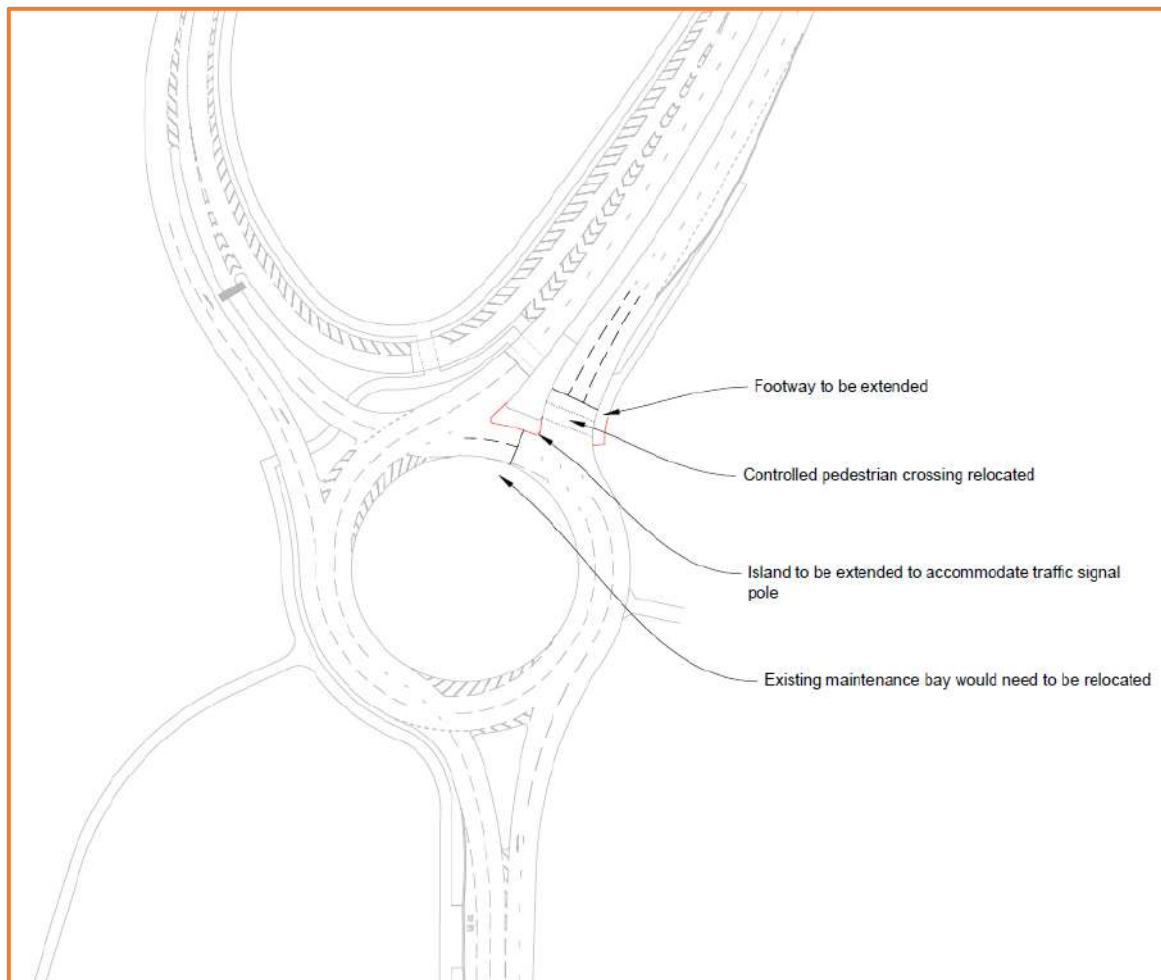 Footway to be extended
Controlled pedestrian crossing relocated
Island to be extended to accommodate traffic signal
pole
Existing maintenance bay would need to be relocated